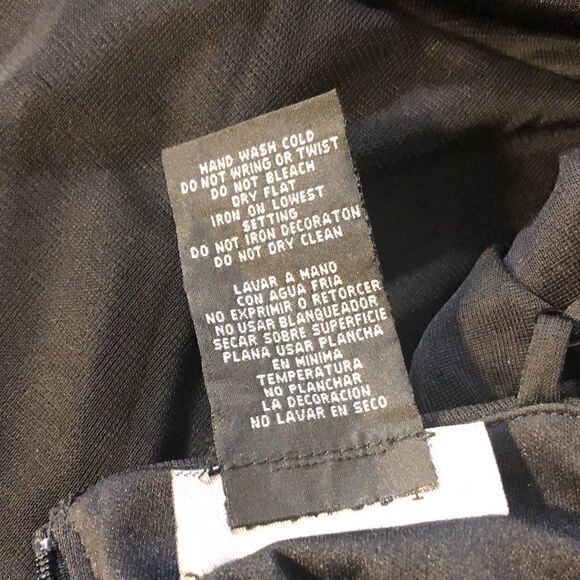 HAND WASH COLD
DO NOT WRING OR TWIST
DO NOT BLEACH
DRY FLAT
IRON ON LOWEST
SETTING
DO NOT IRON DECORATON
DO NOT DRY CLEAN
LAVAR A MANO
CON AGUA FRIA
NO EXPRIMIR O RETORCER
NO USAR BLANQUEADOR
SECAR SOBRE SUPERFICIE
PLANA USAR PLANCHA
EN MINIMA
TEMPERATURA
NO PLANCHAR
LA DECORACIÓN
NO LAVAR EN SECO